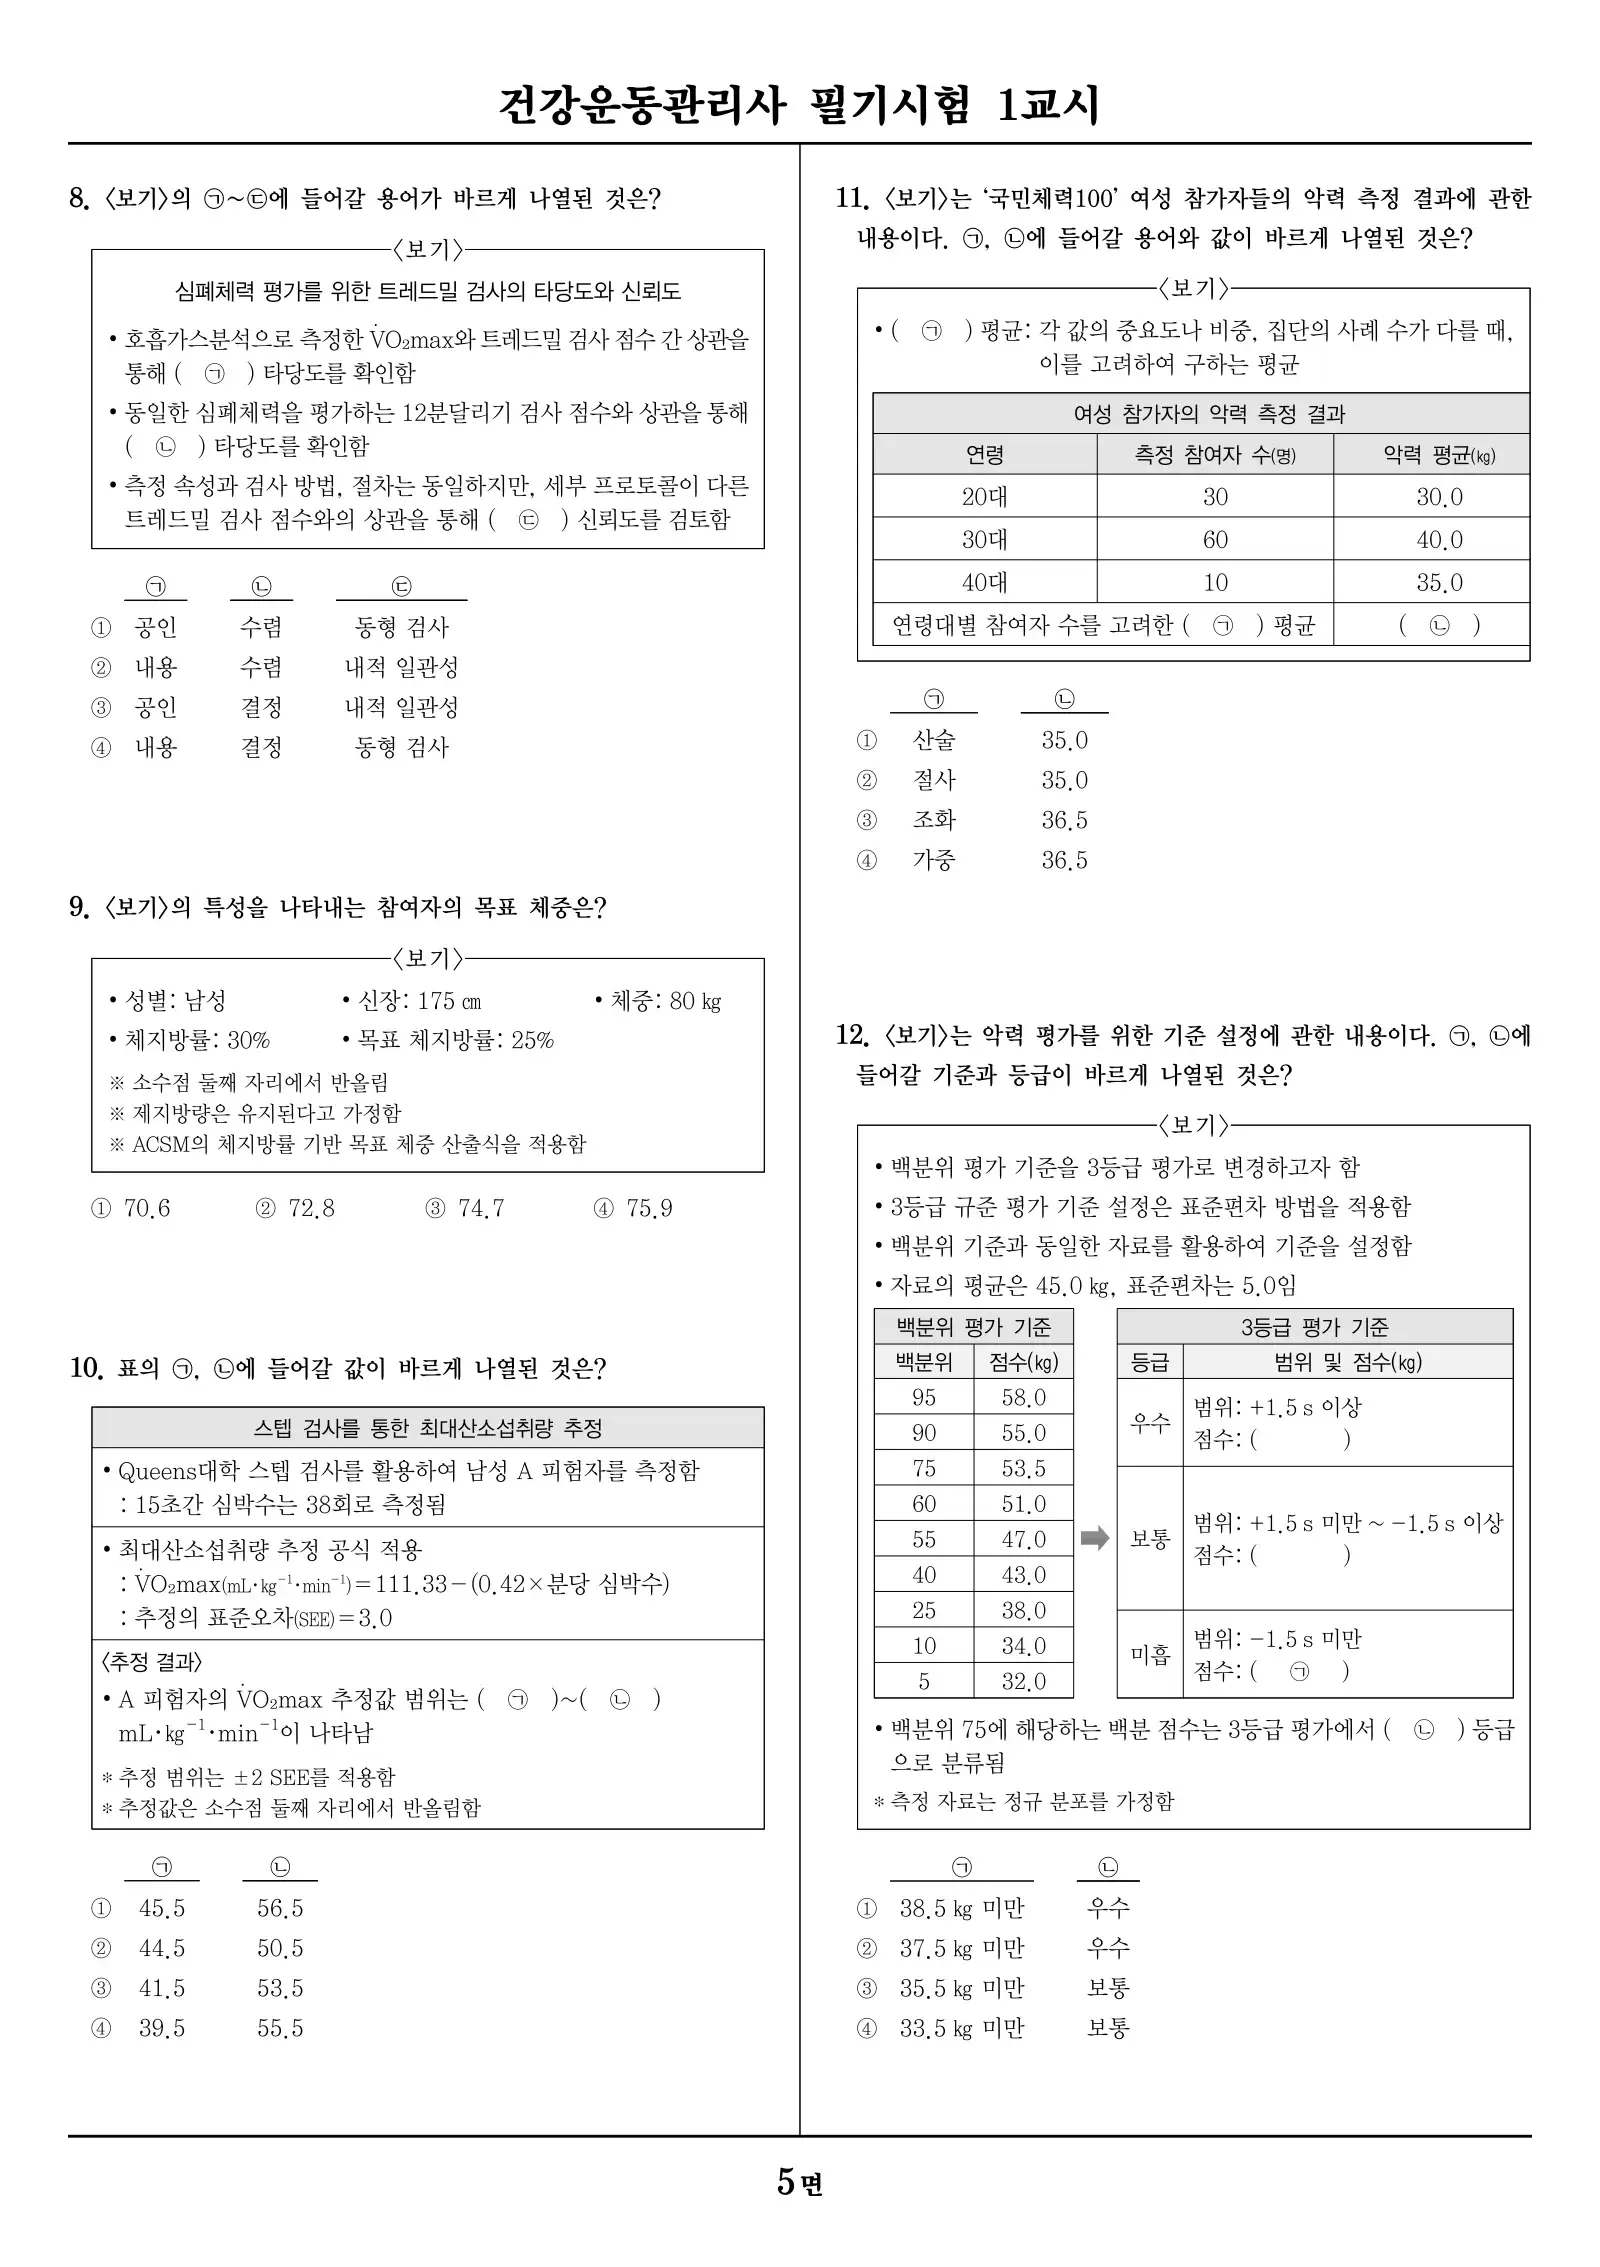 건강운동관리사 필기시험 1교시
8. 〈보기〉의 ㉠~㉢에 들어갈 용어가 바르게 나열된 것은?
〈보기〉
심폐체력 평가를 위한 트레드밀 검사의 타당도와 신뢰도
• 호흡가스분석으로 측정한 V̇O₂max와 트레드밀 검사 점수 간 상관을
통해 ( ㉠ ) 타당도를 확인함
• 동일한 심폐체력을 평가하는 12분달리기 검사 점수와 상관을 통해
( ㉡ ) 타당도를 확인함
• 측정 속성과 검사 방법, 절차는 동일하지만, 세부 프로토콜이 다른
트레드밀 검사 점수와의 상관을 통해 ( ㉢ ) 신뢰도를 검토함
㉠ ㉡ ㉢
① 공인 수렴 동형 검사
② 내용 수렴 내적 일관성
③ 공인 결정 내적 일관성
④ 내용 결정 동형 검사
9. 〈보기〉의 특성을 나타내는 참여자의 목표 체중은?
〈보기〉
• 성별: 남성 • 신장: 175 ㎝ • 체중: 80 ㎏
• 체지방률: 30% • 목표 체지방률: 25%
※ 소수점 둘째 자리에서 반올림
※ 제지방량은 유지된다고 가정함
※ ACSM의 체지방률 기반 목표 체중 산출식을 적용함
① 70.6 ② 72.8 ③ 74.7 ④ 75.9
10. 표의 ㉠, ㉡에 들어갈 값이 바르게 나열된 것은?
스텝 검사를 통한 최대산소섭취량 추정
• Queens대학 스텝 검사를 활용하여 남성 A 피험자를 측정함
: 15초간 심박수는 38회로 측정됨
• 최대산소섭취량 추정 공식 적용
: V̇O₂max(mL·㎏⁻¹·min⁻¹)=111.33-(0.42×분당 심박수)
: 추정의 표준오차(SEE)=3.0
〈추정 결과〉
• A 피험자의 V̇O₂max 추정값 범위는 ( ㉠ )~( ㉡ )
mL·㎏⁻¹·min⁻¹이 나타남
* 추정 범위는 ±2 SEE를 적용함
* 추정값은 소수점 둘째 자리에서 반올림함
㉠ ㉡
① 45.5 56.5
② 44.5 50.5
③ 41.5 53.5
④ 39.5 55.5
11. 〈보기〉는 '국민체력100' 여성 참가자들의 악력 측정 결과에 관한
내용이다. ㉠, ㉡에 들어갈 용어와 값이 바르게 나열된 것은?
〈보기〉
• ( ㉠ ) 평균: 각 값의 중요도나 비중, 집단의 사례 수가 다를 때,
이를 고려하여 구하는 평균
여성 참가자의 악력 측정 결과
연령 측정 참여자 수(명) 악력 평균(㎏)
20대 30 30.0
30대 60 40.0
40대 10 35.0
연령대별 참여자 수를 고려한 ( ㉠ ) 평균 ( ㉡ )
㉠ ㉡
① 산술 35.0
② 절사 35.0
③ 조화 36.5
④ 가중 36.5
12. 〈보기〉는 악력 평가를 위한 기준 설정에 관한 내용이다. ㉠, ㉡에
들어갈 기준과 등급이 바르게 나열된 것은?
〈보기〉
• 백분위 평가 기준을 3등급 평가로 변경하고자 함
• 3등급 규준 평가 기준 설정은 표준편차 방법을 적용함
• 백분위 기준과 동일한 자료를 활용하여 기준을 설정함
• 자료의 평균은 45.0 ㎏, 표준편차는 5.0임
백분위 평가 기준
백분위 점수(㎏)
95 58.0
90 55.0
75 53.5
60 51.0
55 47.0
40 43.0
25 38.0
10 34.0
5 32.0
3등급 평가 기준
등급 범위 및 점수(㎏)
우수 범위: +1.5 s 이상
점수: ( )
보통 범위: +1.5 s 미만 ~ -1.5 s 이상
점수: ( )
미흡 범위: -1.5 s 미만
점수: ( ㉠ )
• 백분위 75에 해당하는 백분 점수는 3등급 평가에서 ( ㉡ ) 등급
으로 분류됨
* 측정 자료는 정규 분포를 가정함
㉠ ㉡
① 38.5 ㎏ 미만 우수
② 37.5 ㎏ 미만 우수
③ 35.5 ㎏ 미만 보통
④ 33.5 ㎏ 미만 보통
5면